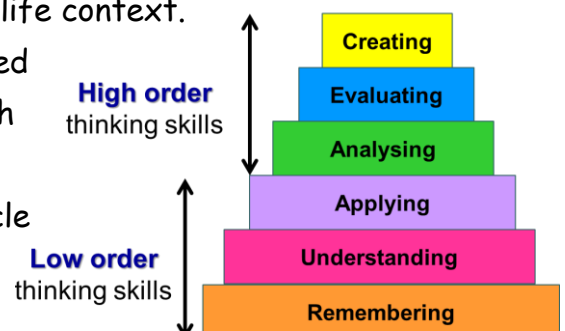 life context.
ed
h
cle
High order
thinking skills
Low order
thinking skills
Creating
Evaluating
Analysing
Applying
Understanding
Remembering